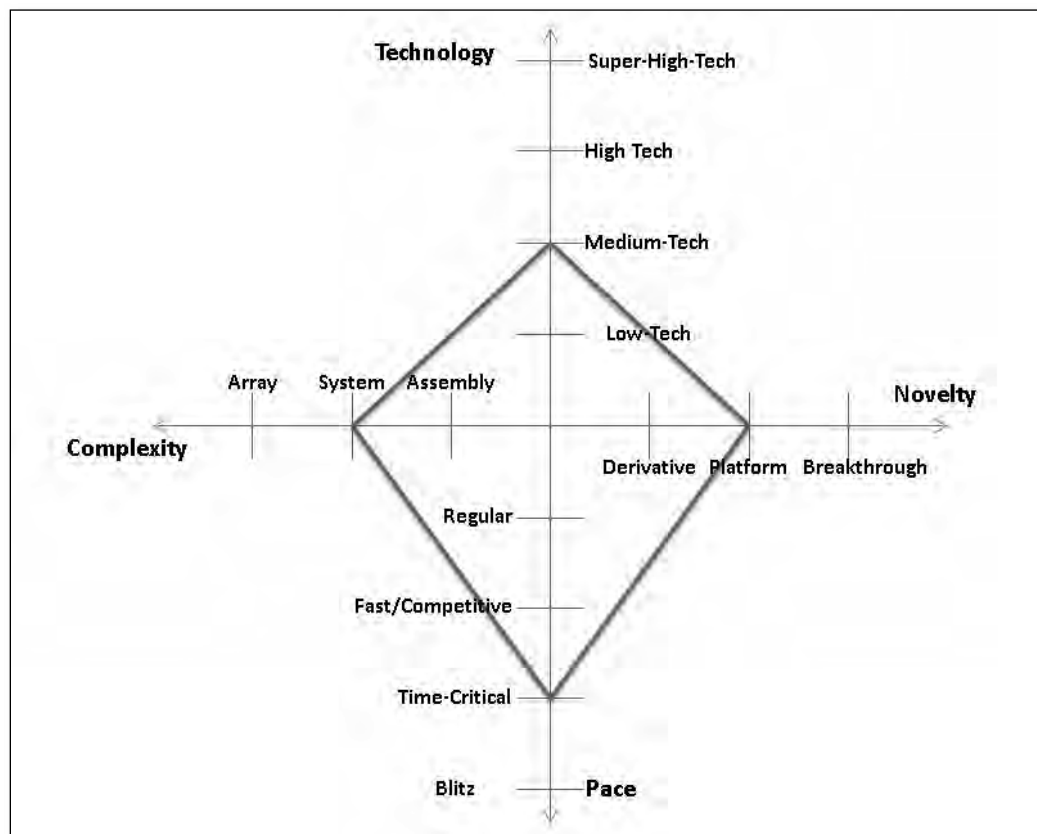 Technology
Super-High-Tech
High Tech
Medium-Tech
Low-Tech
Array
System
Assembly
Novelty
Complexity
Derivative
Platform
Breakthrough
Regular
Fast/Competitive
Time-Critical
Blitz
Pace